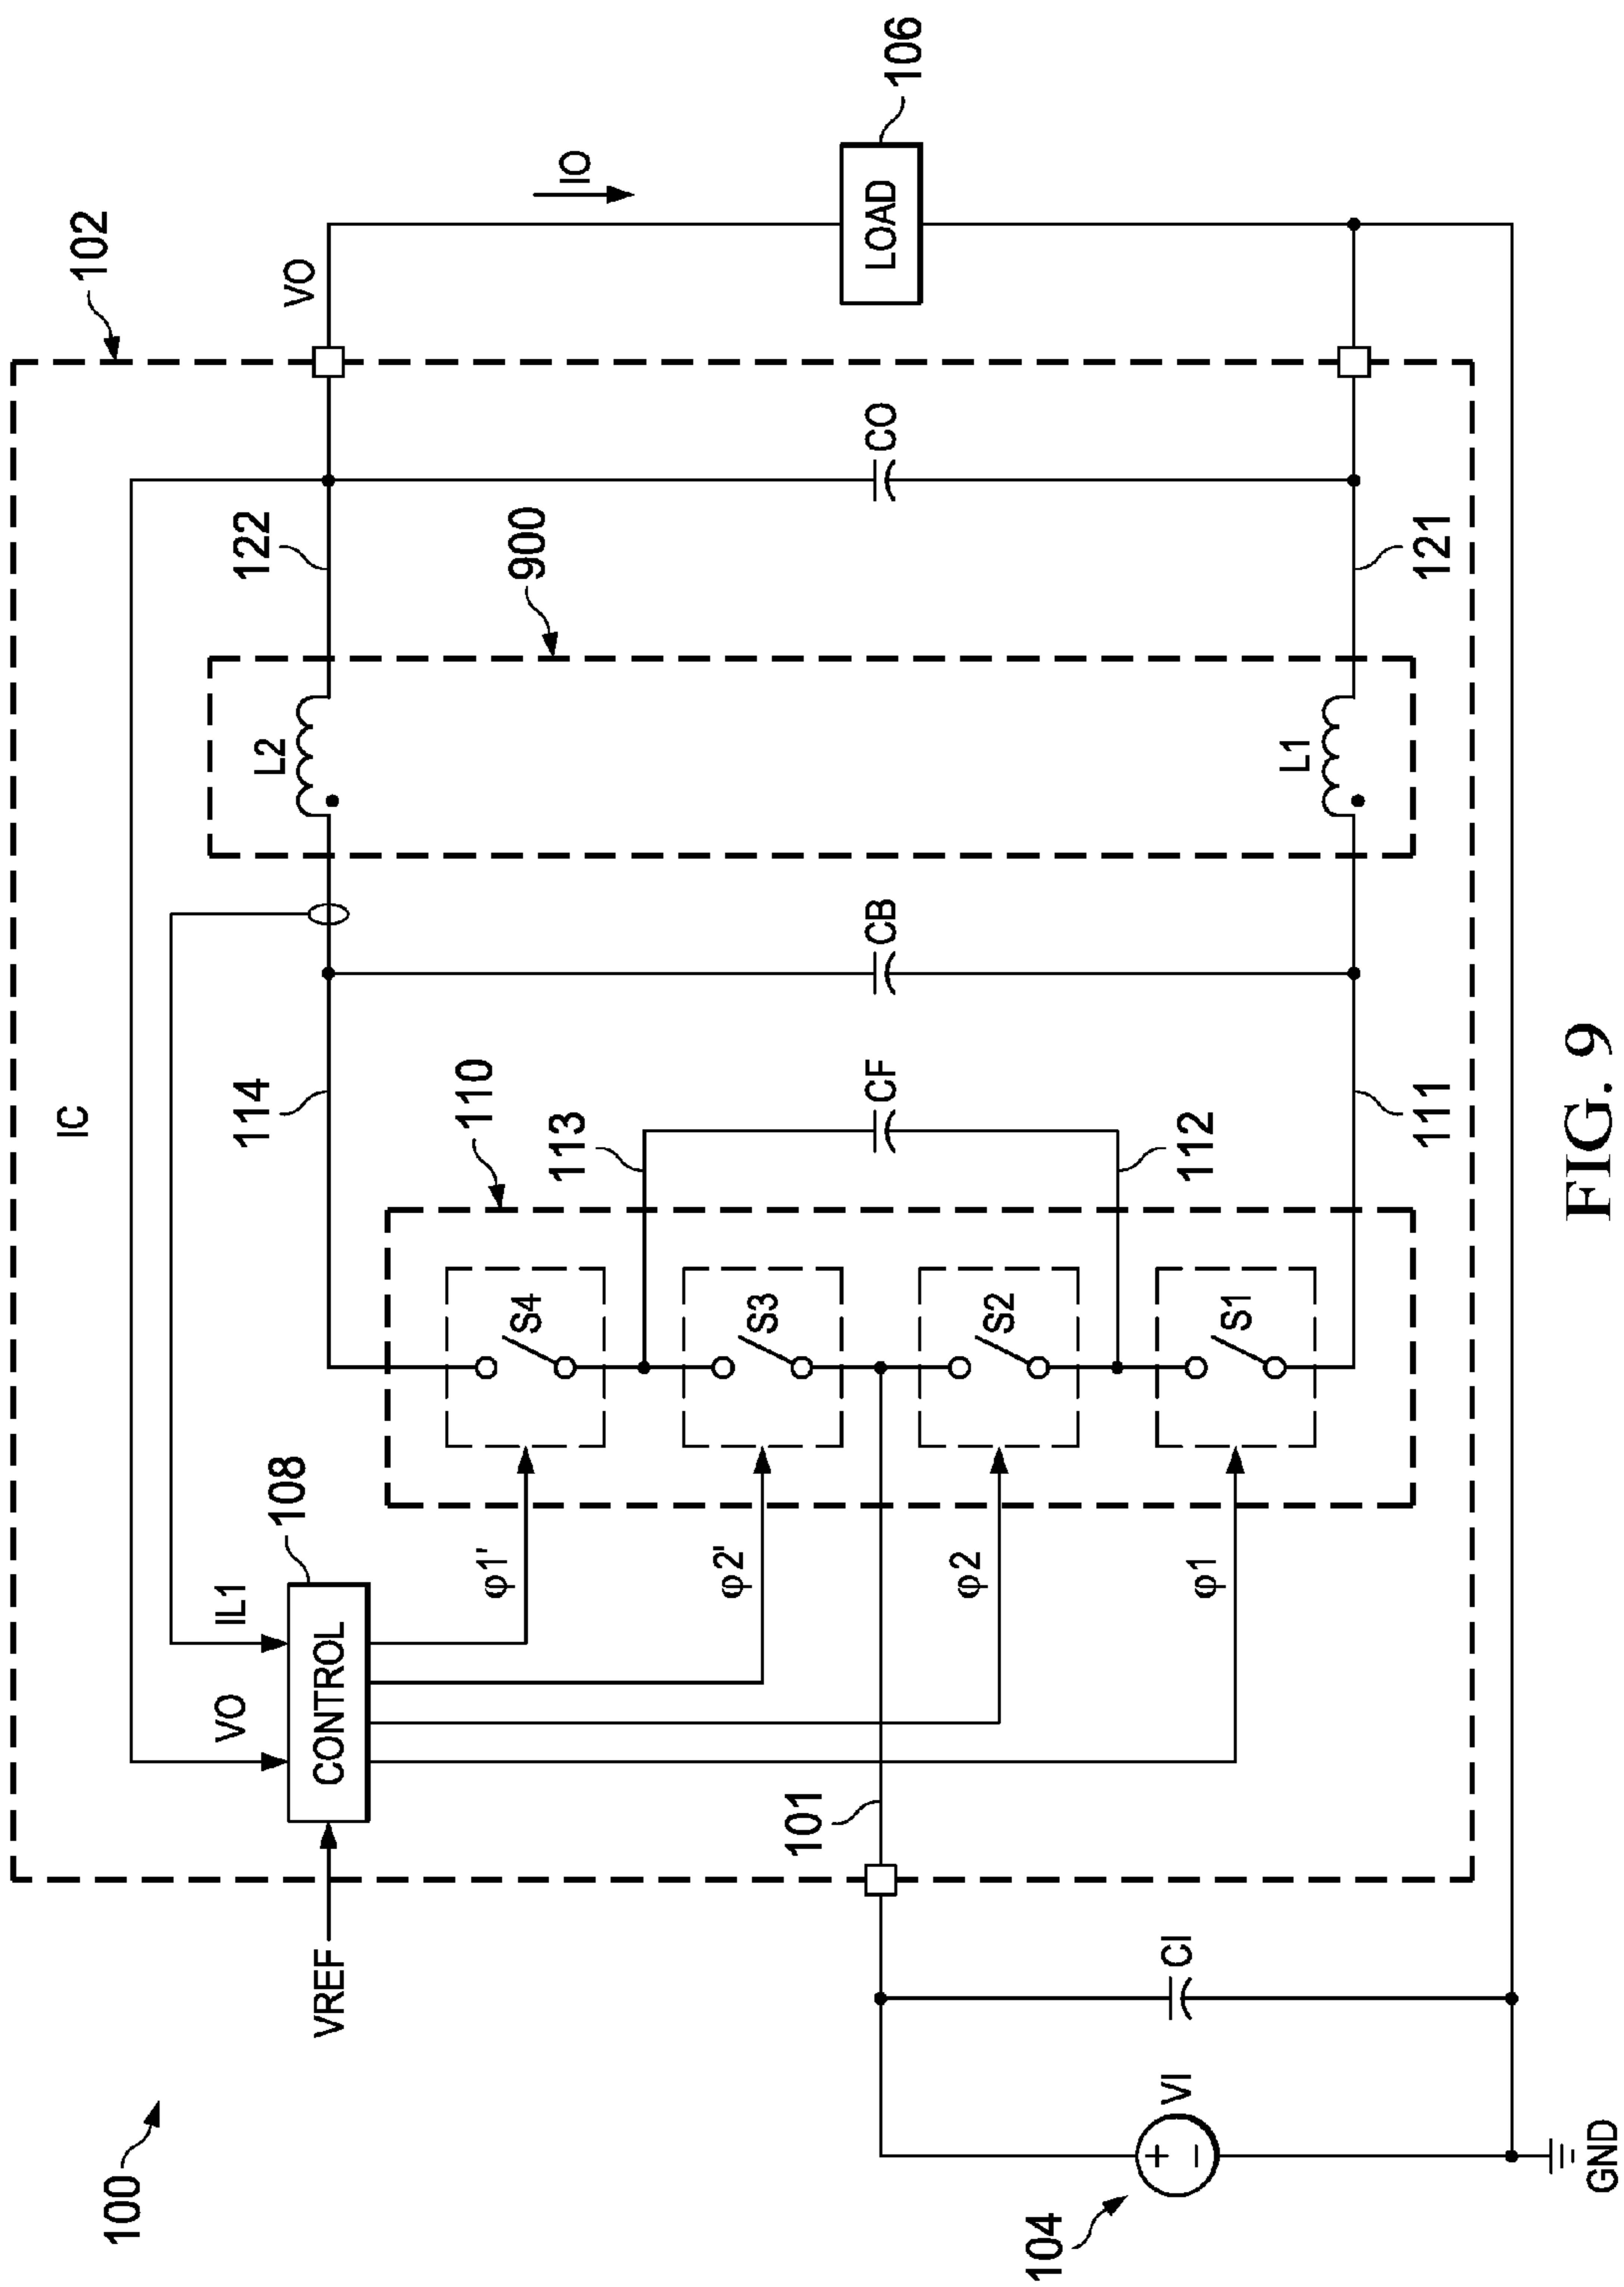 100
102
IC
VO
IL1
VREF
CONTROL
108
114
122
VO
IO
L2
900
110
φ1'
S4
113
φ2'
S3
CF
CB
CO
LOAD
106
101
φ2
S2
112
φ1
S1
111
L1
121
104
VI
CI
GND
FIG. 9